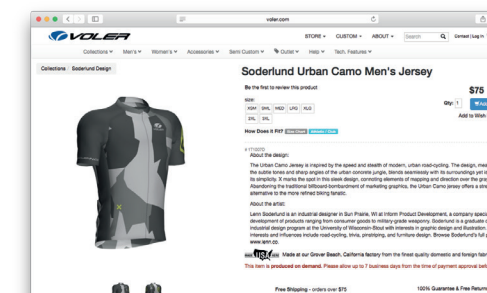 voler.com
VOLER
STORE CUSTOM ABOUT Search Contact | Log In
Collections Men's Women's Accessories Semi Custom Outlet Help Tech. Features
Collections Soderlund Design
Soderlund Urban Camo Men's Jersey
Be the first to review this product
$75
Size:
Qty: 1
XSM SML MED LRG XLG
2XL 3XL
Add to Wish
How Does it Fit? Size Chart
About the design:
The Urban Camo Jersey is inspired by the speed and stealth of modern, urban road-cycling. The design, mea
the subtle tones and sharp angles of the urban concrete jungle, blends seamlessly with its surroundings yet is
its simplicity. X marks the spot in this sleek design, connoting elements of mapping and direction over the gray
Abandoning the traditional billboard-bombardment of marketing graphics, the Urban Camo jersey offers a stre
alternative to the more refined biking fanatic.
About the artist:
Lenn Soderlund is an industrial designer in Sun Prairie, WI at Inform Product Development, a company specia
development of products ranging from consumer goods to military-grade weaponry. Soderlund is a graduate o
industrial design program at the University of Wisconsin-Stout with interests in graphic design and illustration.
interests and influences include road-cycling, trivia, pinstriping, and furniture design. Browse Soderlund's full p
www.lenn.co.
USA Made at our Grover Beach, California factory from the finest quality domestic and foreign fabr
This item is produced on demand. Please allow up to 7 business days from the time of payment approval befo
Free Shipping - orders over $75 100% Guarantee & Free Returns